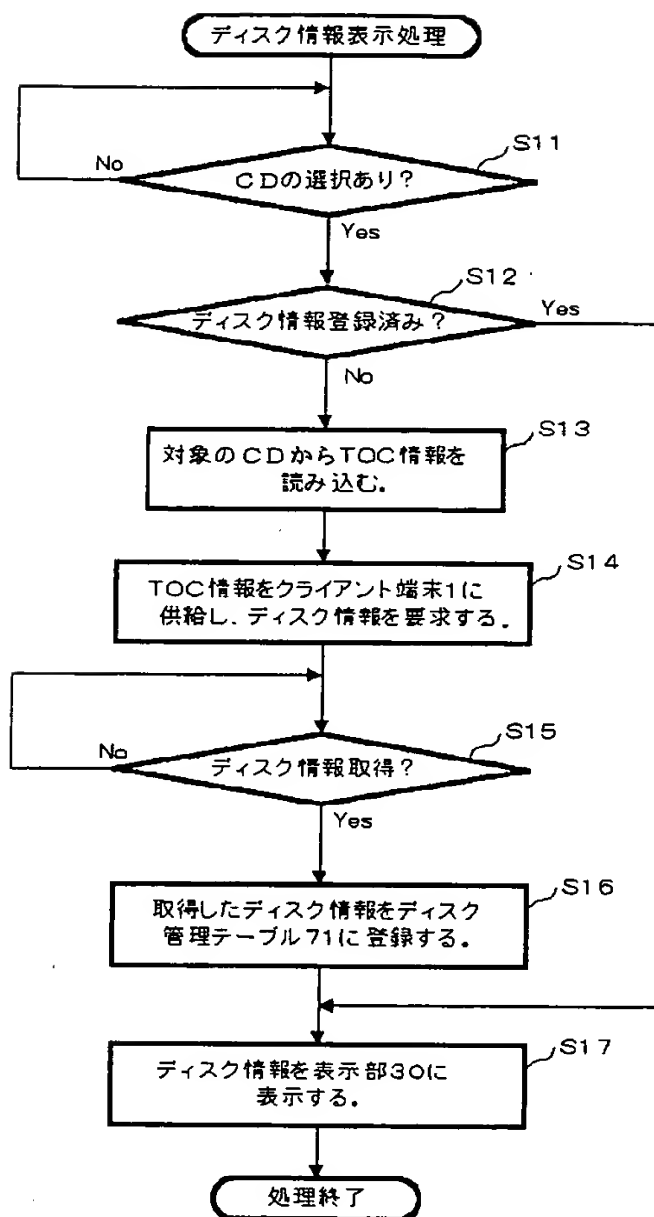 ディスク情報表示処理
S11
No
CDの選択あり?
Yes
S12
ディスク情報登録済み?
Yes
No
S13
対象のCDからTOC情報を
読み込む。
S14
TOC情報をクライアント端末1に
供給し、ディスク情報を要求する。
S15
No
ディスク情報取得?
Yes
S16
取得したディスク情報をディスク
管理テーブル71に登録する。
S17
ディスク情報を表示部30に
表示する。
処理終了